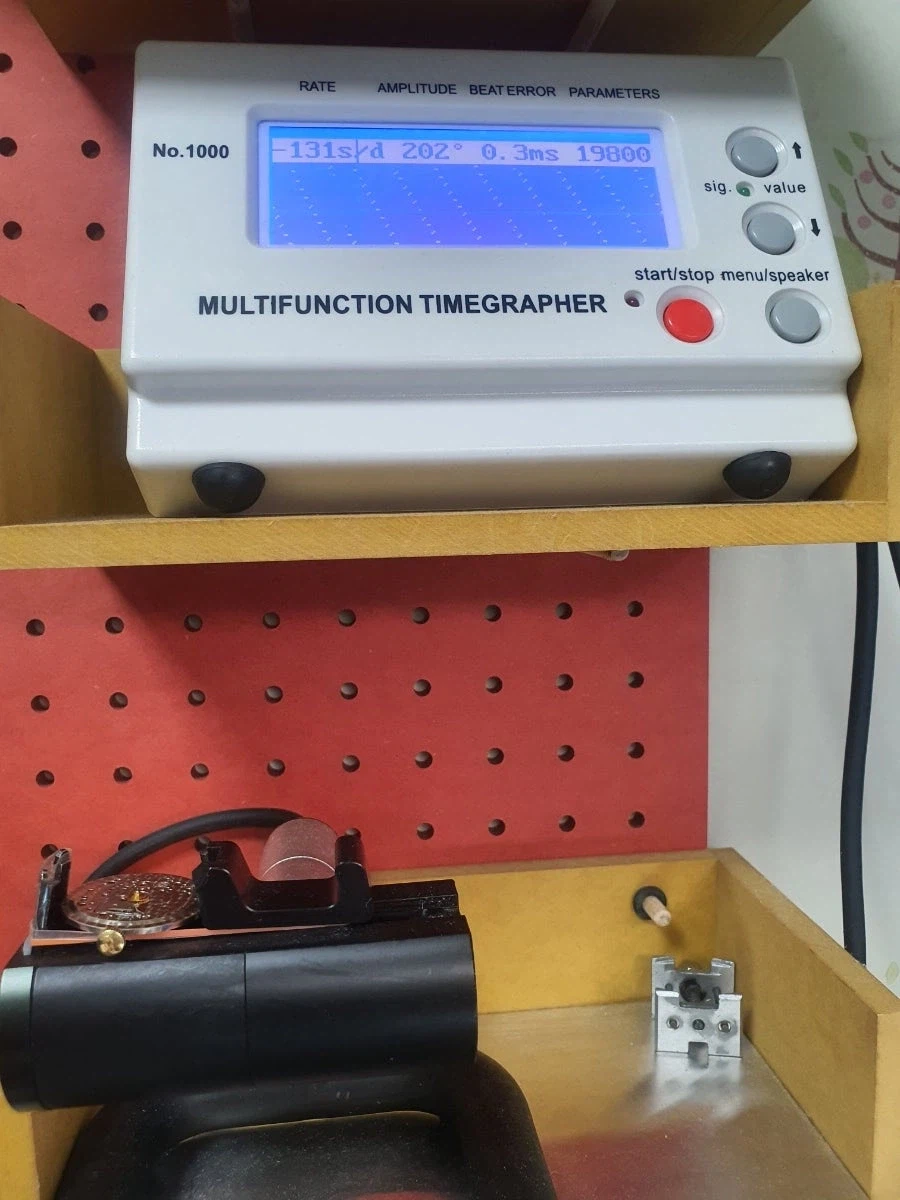 RATE AMPLITUDE BEAT ERROR PARAMETERS
No.1000
-131s/d 202° 0.3ms 19800
sig. value
start/stop menu/speaker
MULTIFUNCTION TIMEGRAPHER